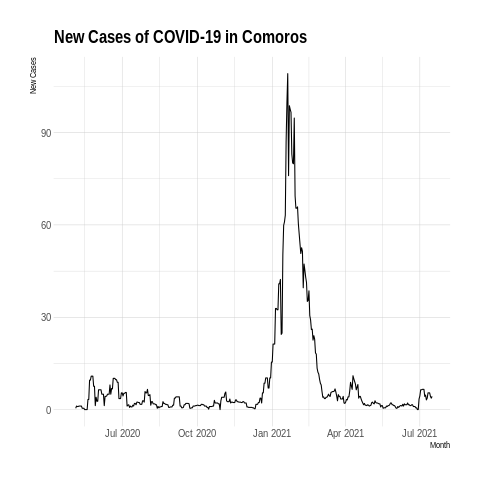 New Cases of COVID-19 in Comoros
New Cases
90
60
30
0
Jul 2020
Oct 2020
Jan 2021
Apr 2021
Jul 2021
Month